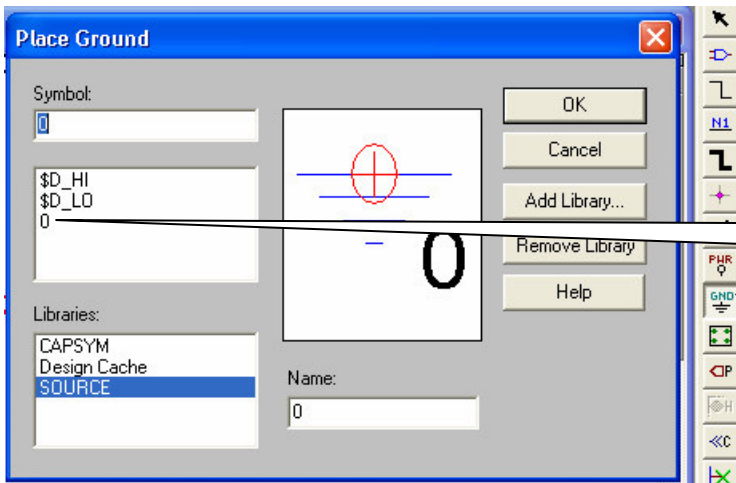 Place Ground
Symbol:
0
$D_HI
$D_LO
0
0
Libraries:
CAPSYM
Design Cache
SOURCE
Name:
0
OK
Cancel
Add Library...
Remove Library
Help
N1
PWR
GND
P
H
C